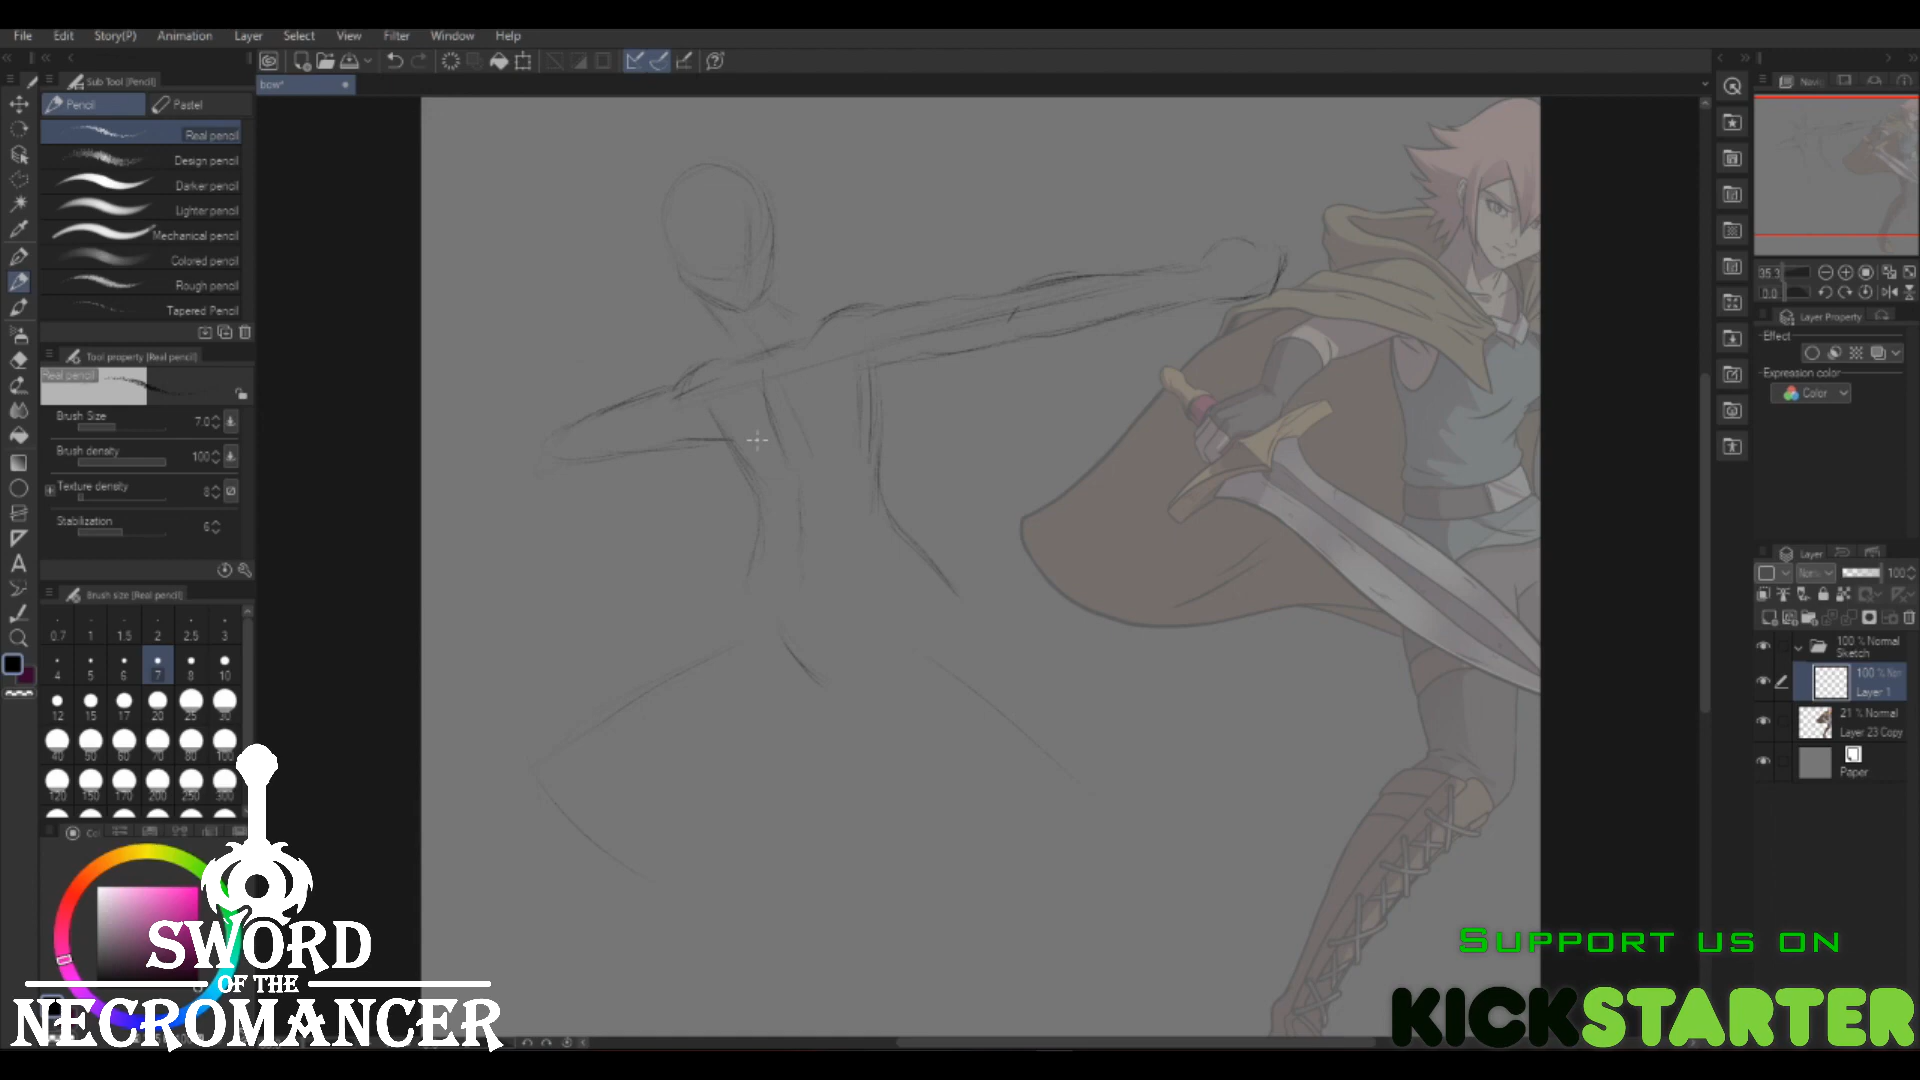 File Edit Story(P) Animation Layer Select View Filter Window Help
Sub Tool [Pencil]
Pencil Pastel
Real pencil
Design pencil
Darker pencil
Lighter pencil
Mechanical pencil
Colored pencil
Rough pencil
Tapered Pencil
Tool property [Real pencil]
Real pencil
Brush Size 7.0
Brush density 100
Texture density 8
Stabilization 6
Brush size [Real pencil]
0.7 1 1.5 2 2.5 3
4 5 6 7 8 10
12 15 17 20 25 30
40 50 60 70 80 100
120 150 170 200 250 300
bow*
Navi
35.3
0.0
Layer Property
Effect
Expression color
Color
Layer
100
100 % Normal
Sketch
100 % Nor
Layer 1
21 % Normal
Layer 23 Copy
Paper
SWORD
OF THE
NECROMANCER
SUPPORT US ON
KICKSTARTER